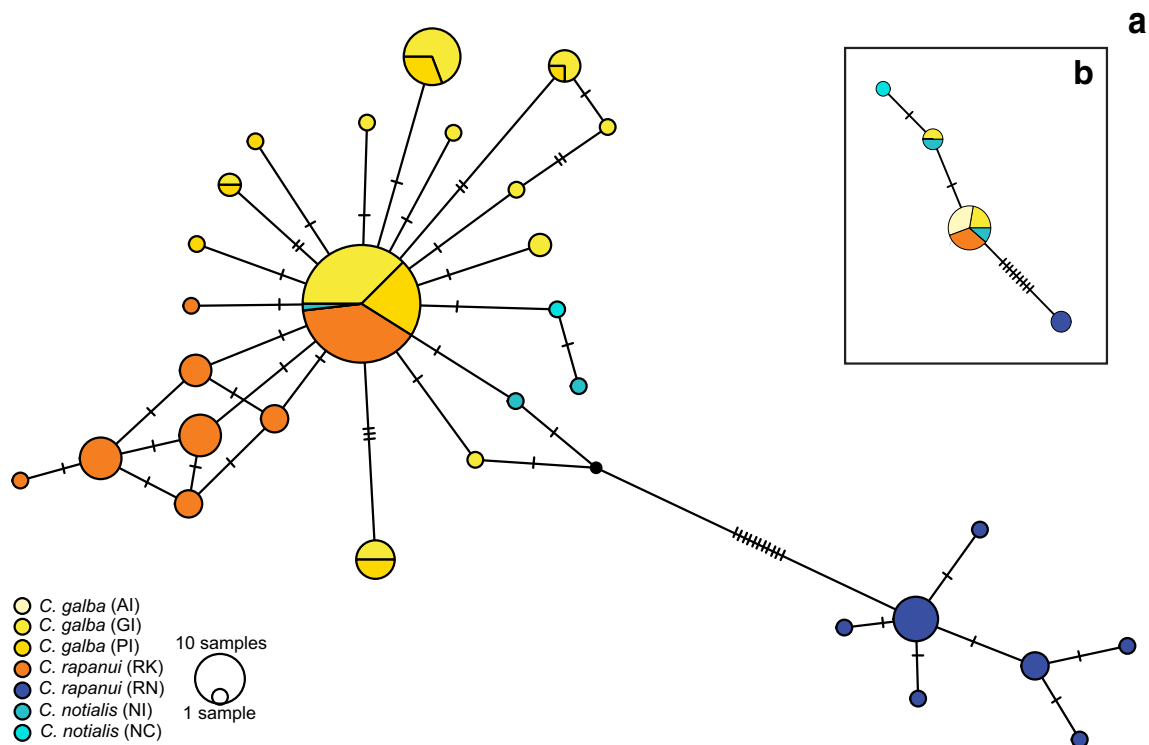 a
b
C. galba (AI)
C. galba (GI)
C. galba (PI)
C. rapanui (RK)
C. rapanui (RN)
C. notialis (NI)
C. notialis (NC)
10 samples
1 sample